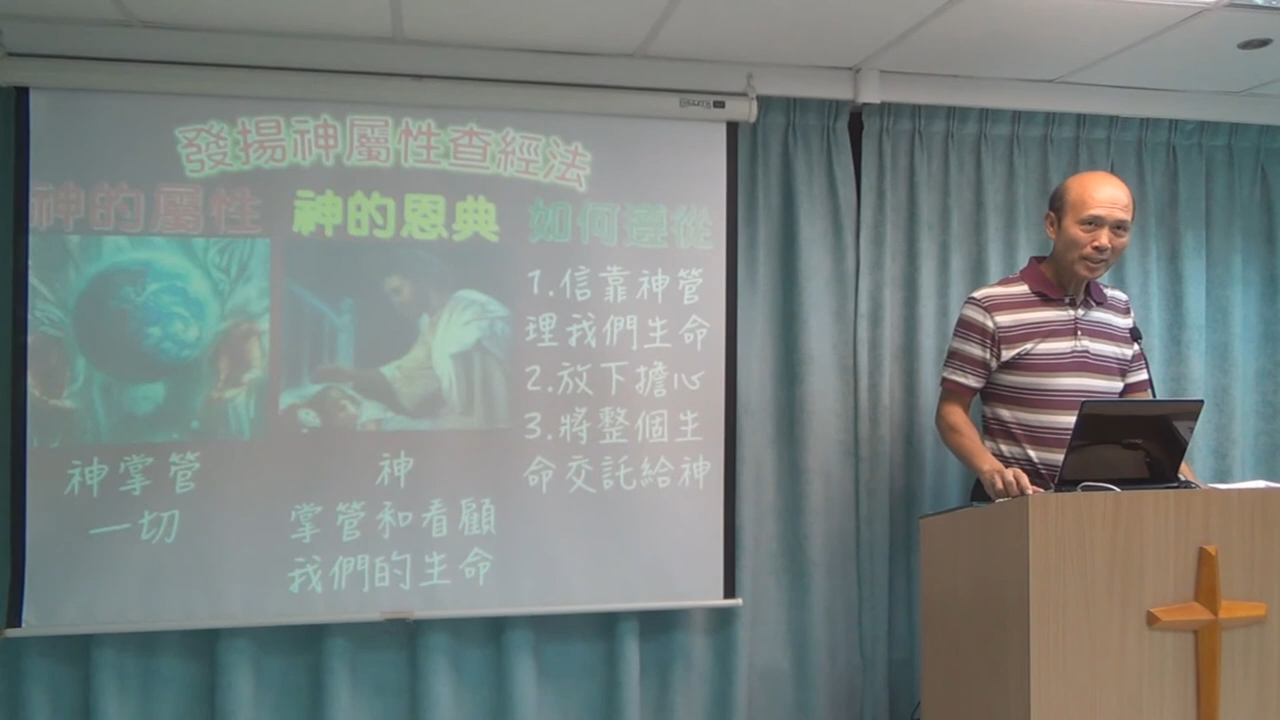 發揚神屬性查經法
神的屬性
神的恩典
如何遵從
神掌管
一切
神
掌管和看顧
我們的生命
1.信靠神管
理我們生命
2.放下擔心
3.將整個生
命交託給神